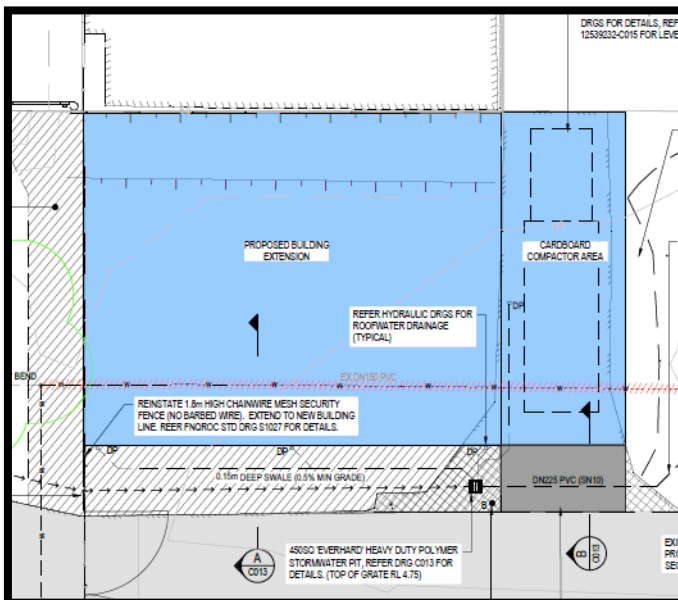 DRGS FOR DETAILS, REF
12539232-C015 FOR LEVE
PROPOSED BUILDING
EXTENSION
CARDBOARD
COMPACTOR AREA
DP
REFER HYDRAULIC DRGS FOR
ROOFWATER DRAINAGE
(TYPICAL)
BEND
W W W W EX.DN150 PVC W W W
REINSTATE 1.8m HIGH CHAINWIRE MESH SECURITY
FENCE (NO BARBED WIRE). EXTEND TO NEW BUILDING
LINE. REER FNQROC STD DRG S1027 FOR DETAILS.
DP DP DP
0.15m DEEP SWALE (0.5% MIN GRADE)
DN225 PVC (SN10)
B
450SQ 'EVERHARD' HEAVY DUTY POLYMER
STORMWATER PIT, REFER DRG C013 FOR
DETAILS. (TOP OF GRATE RL 4.75)
A
C013
B
C013
EXI
PRO
SEC